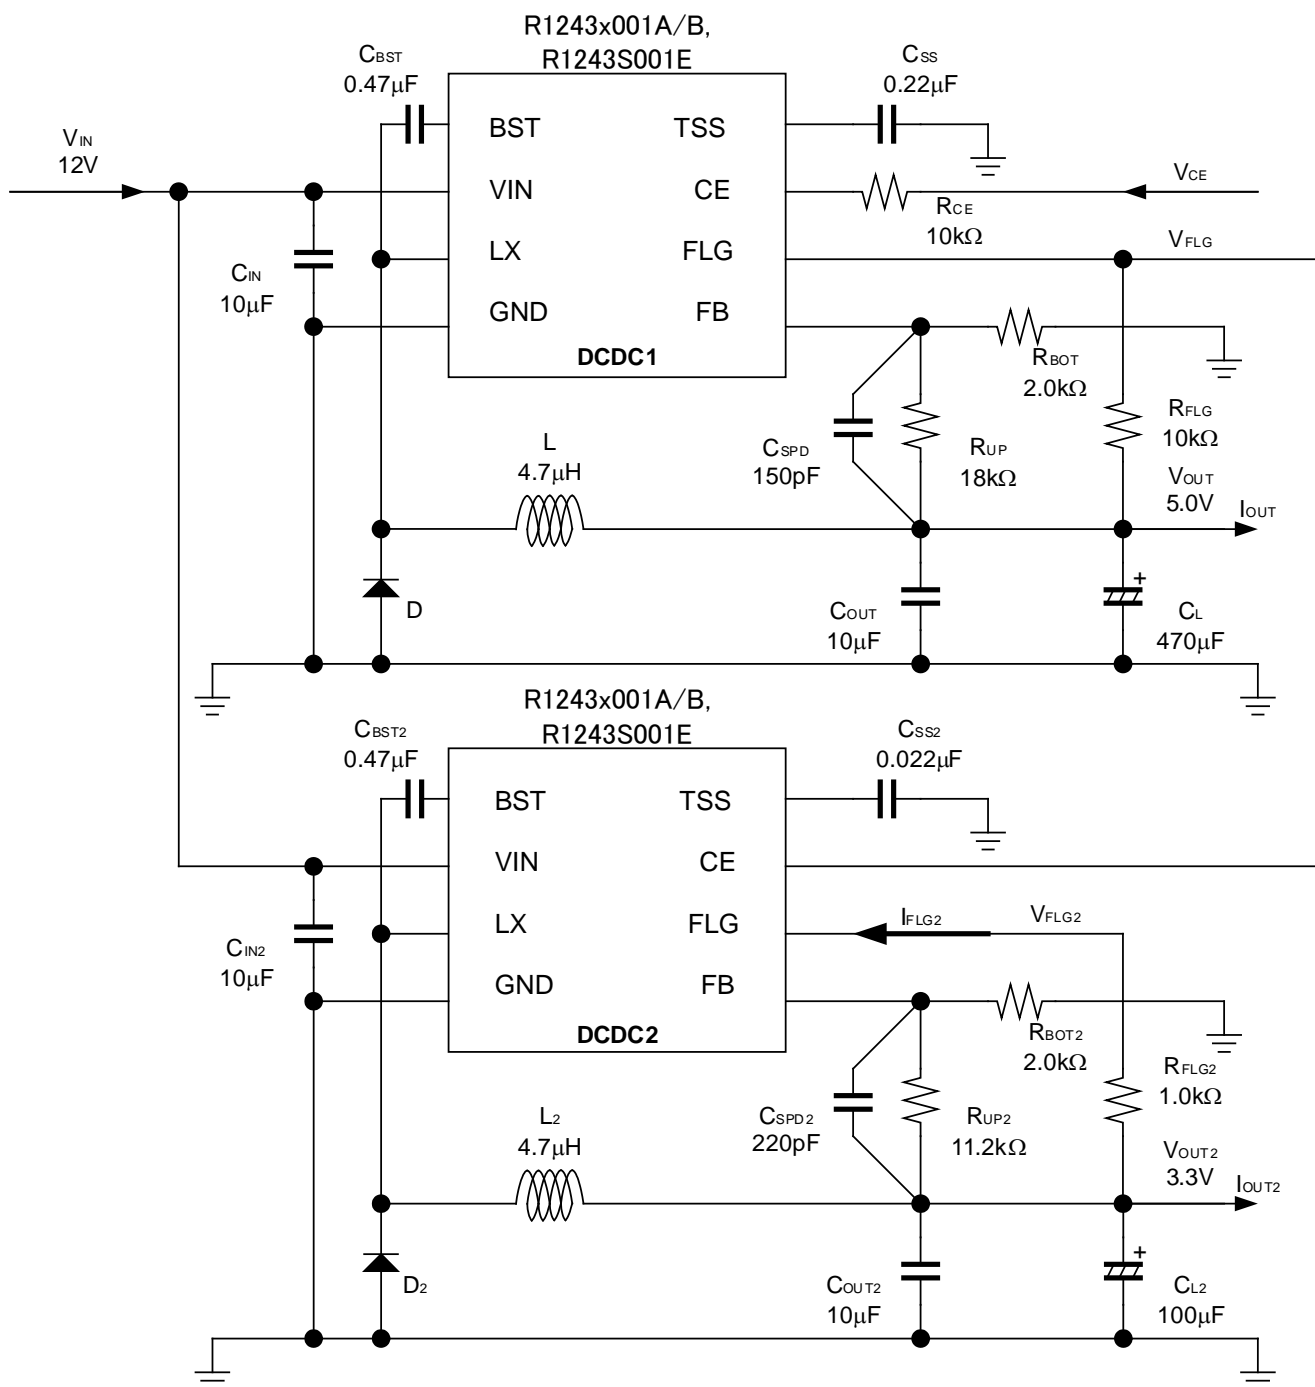 R1243x001A/B,
R1243S001E
CBST
0.47μF
CSS
0.22μF
VIN
12V
BST
TSS
VIN
CE
VCE
RCE
10kΩ
LX
FLG
VFLG
CIN
10μF
GND
FB
DCDC1
RBOT
2.0kΩ
RFLG
10kΩ
L
4.7μH
CSPD
150pF
RUP
18kΩ
VOUT
5.0V
IOUT
D
COUT
10μF
+
CL
470μF
R1243x001A/B,
R1243S001E
CBST2
0.47μF
CSS2
0.022μF
BST
TSS
VIN
CE
LX
FLG
IFLG2
VFLG2
CIN2
10μF
GND
FB
DCDC2
RBOT2
2.0kΩ
RFLG2
1.0kΩ
L2
4.7μH
CSPD2
220pF
RUP2
11.2kΩ
VOUT2
3.3V
IOUT2
D2
COUT2
10μF
+
CL2
100μF